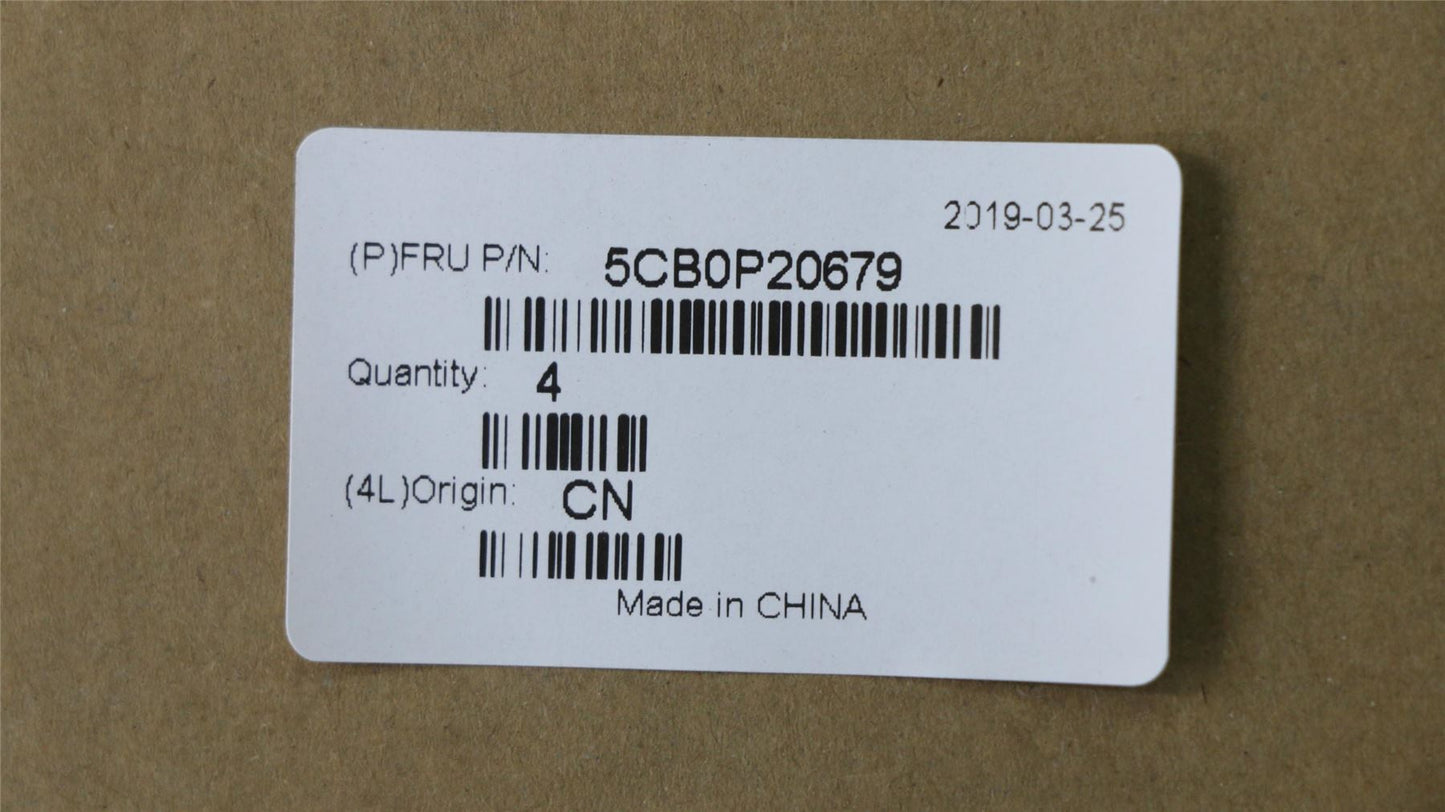 2019-03-25
(P)FRU P/N: 5CB0P20679
Quantity: 4
(4L)Origin: CN
Made in CHINA